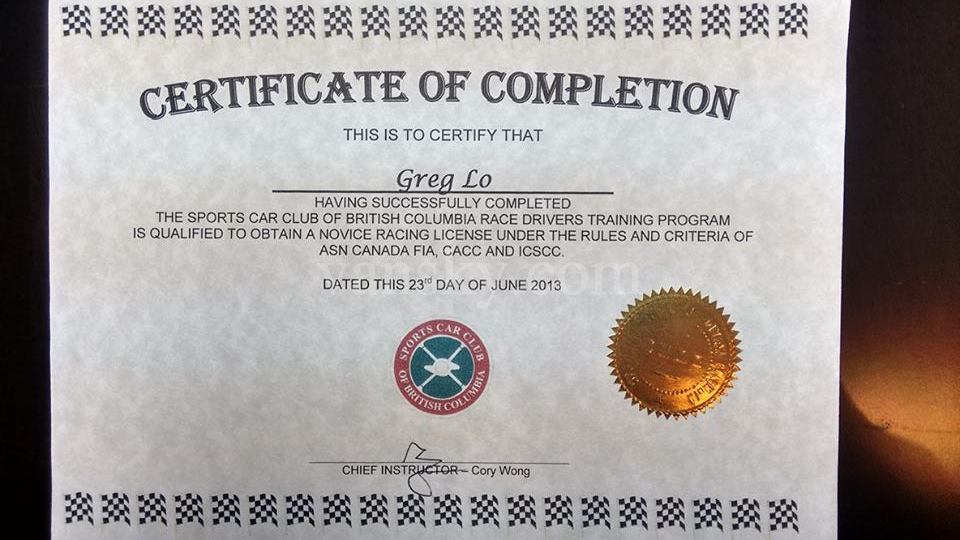 CERTIFICATE OF COMPLETION
THIS IS TO CERTIFY THAT
Greg Lo
HAVING SUCCESSFULLY COMPLETED
THE SPORTS CAR CLUB OF BRITISH COLUMBIA RACE DRIVERS TRAINING PROGRAM
IS QUALIFIED TO OBTAIN A NOVICE RACING LICENSE UNDER THE RULES AND CRITERIA OF
ASN CANADA FIA, CACC AND ICSCC.
DATED THIS 23rd DAY OF JUNE 2013
SPORTS CAR CLUB
OF BRITISH COLUMBIA
CHIEF INSTRUCTOR – Cory Wong